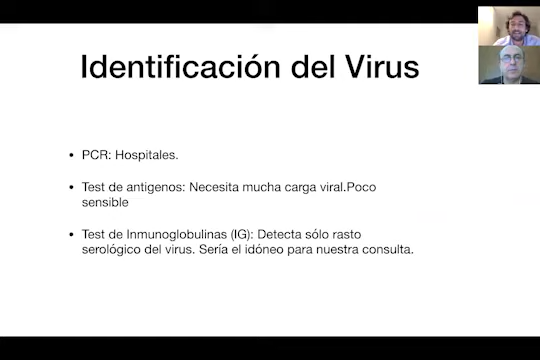 Identificación del Virus
• PCR: Hospitales.
• Test de antigenos: Necesita mucha carga viral.Poco
sensible
• Test de Inmunoglobulinas (IG): Detecta sólo rasto
serológico del virus. Sería el idóneo para nuestra consulta.